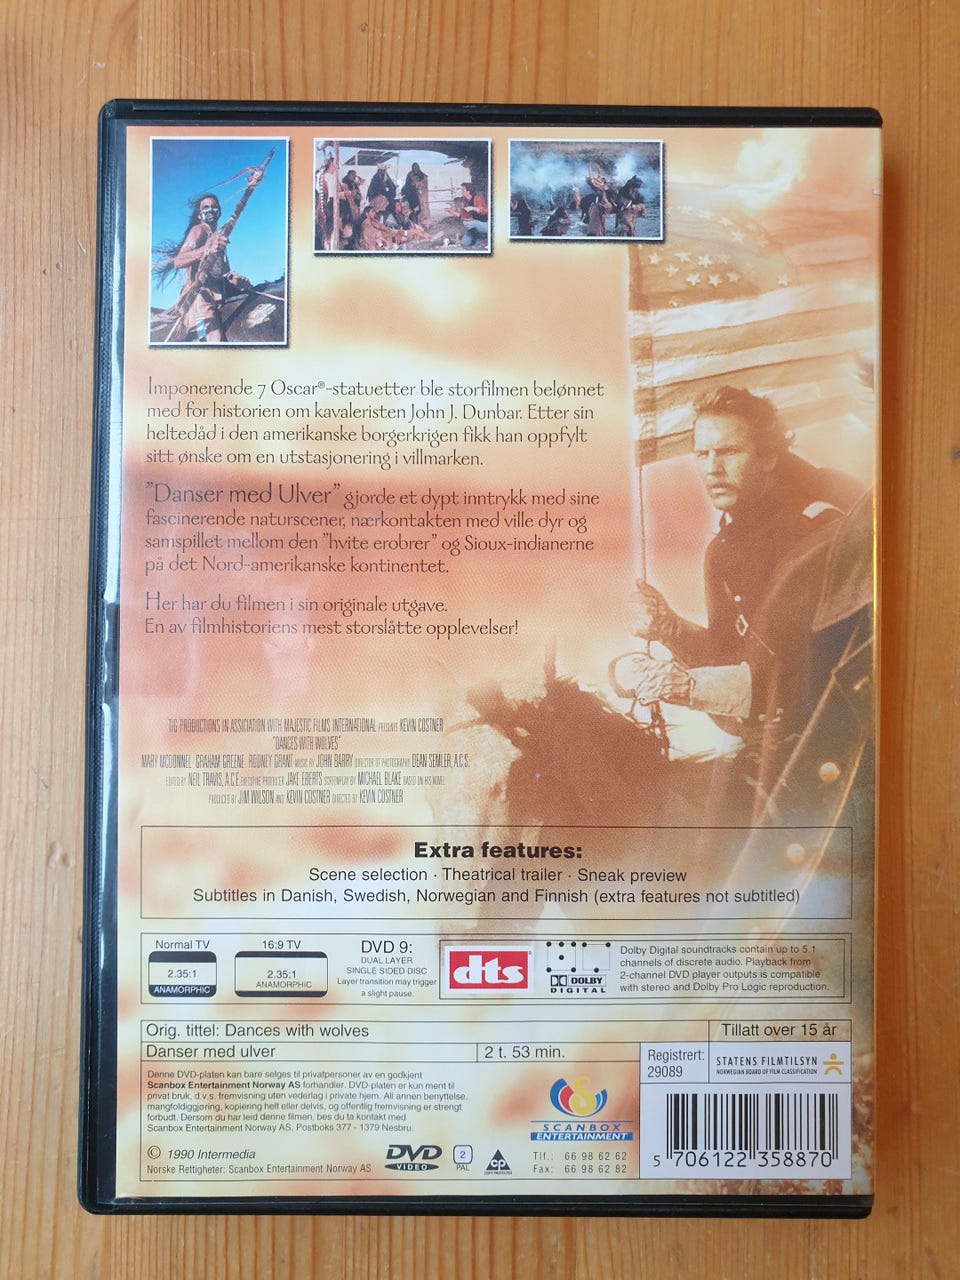 Imponerende 7 Oscar®-statuetter ble storfilmen belønnet
med for historien om kavaleristen John J. Dunbar. Etter sin
heltedåd i den amerikanske borgerkrigen fikk han oppfylt
sitt ønske om en utstasjonering i villmarken.
"Danser med Ulver" gjorde et dypt inntrykk med sine
fascinerende naturscener, nærkontakten med ville dyr og
samspillet mellom den "hvite erobrer" og Sioux-indianerne
på det Nord-amerikanske kontinentet.
Her har du filmen i sin originale utgave.
En av filmhistoriens mest storslåtte opplevelser!
TIG PRODUCTIONS IN ASSOCIATION WITH MAJESTIC FILMS INTERNATIONAL PRESENTS KEVIN COSTNER
"DANCES WITH WOLVES"
MARY MCDONNEL GRAHAM GREENE RODNEY GRANT MUSIC BY JOHN BARRY DIRECTOR OF PHOTOGRAPHY DEAN SEMLER, A.C.S.
EDITED BY NEIL TRAVIS, A.C.E. EXECUTIVE PRODUCER JAKE EBERTS SCREENPLAY BY MICHAEL BLAKE BASED ON HIS NOVEL
PRODUCED BY JIM WILSON AND KEVIN COSTNER DIRECTED BY KEVIN COSTNER
Extra features:
Scene selection · Theatrical trailer · Sneak preview
Subtitles in Danish, Swedish, Norwegian and Finnish (extra features not subtitled)
Normal TV
2.35:1
ANAMORPHIC
16:9 TV
2.35:1
ANAMORPHIC
DVD 9:
DUAL LAYER
SINGLE SIDED DISC
Layer transition may trigger
a slight pause.
dts
DOLBY
DIGITAL
Dolby Digital soundtracks contain up to 5.1
channels of discrete audio. Playback from
2-channel DVD player outputs is compatible
with stereo and Dolby Pro Logic reproduction.
Orig. tittel: Dances with wolves
Tillatt over 15 år
Danser med ulver
2 t. 53 min.
Registrert:
29089
STATENS FILMTILSYN
NORWEGIAN BOARD OF FILM CLASSIFICATION
Denne DVD-platen kan bare selges til privatpersoner av en godkjent
Scanbox Entertainment Norway AS forhandler. DVD-platen er kun ment til
privat bruk, d.v.s. fremvisning uten vederlag i private hjem. All annen benyttelse,
mangfoldiggjøring, kopiering helt eller delvis, og offentlig fremvisning er strengt
forbudt. Dersom du har leid denne filmen, bes du ta kontakt med
Scanbox Entertainment Norway AS, Postboks 377 - 1379 Nesbru.
SCANBOX
ENTERTAINMENT
© 1990 Intermedia
Norske Rettigheter: Scanbox Entertainment Norway AS
DVD
VIDEO
2
PAL
CP
COPY PROTECTED
Tlf.: 66 98 62 62
Fax: 66 98 62 82
5 706122 358870